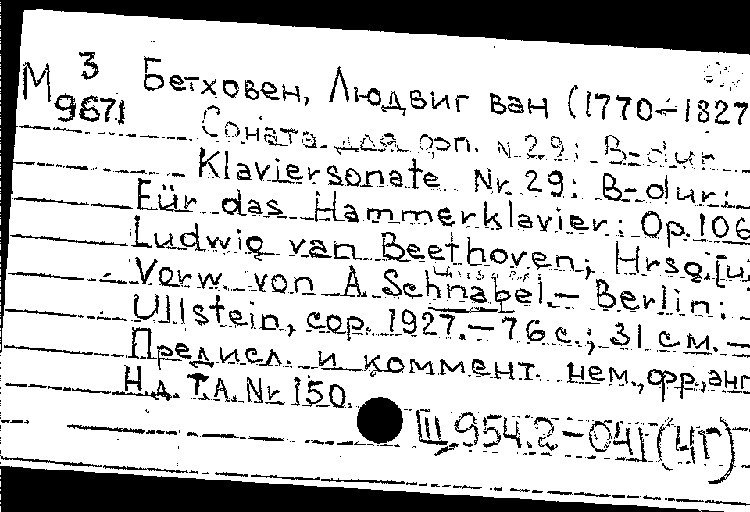 М 3 9671
Бетховен, Людвиг ван (1770-1827
Соната для фп. N 29: B-dur
Klaviersonate Nr. 29: B-dur:
Für das Hammerklavier: Op. 106
Ludwig van Beethoven; Hrsg. [u.
Vorw. von A. Schnabel. – Berlin:
Ullstein, cop. 1927. – 76 с.; 31 см. –
Предисл. и коммент. нем., фр., анг
Н.д. T.A. Nr. 150.
III 954.2-041 (ЧГ)